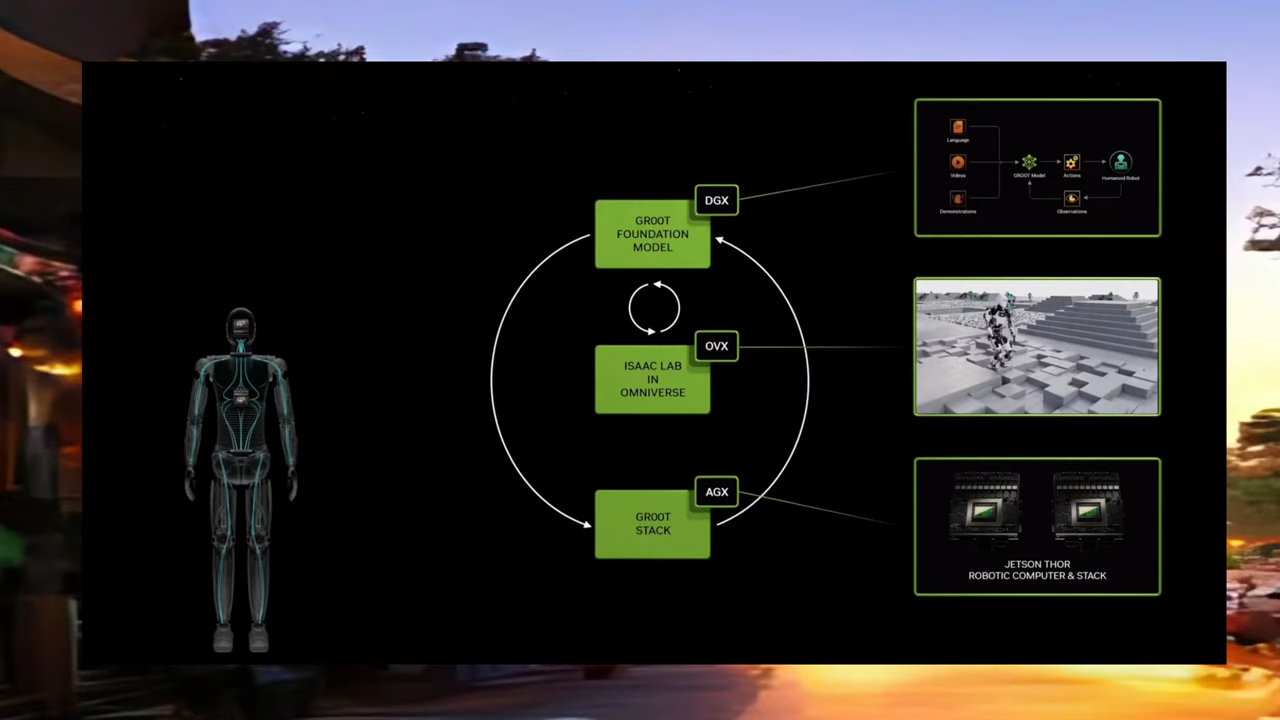 DGX
GR00T
FOUNDATION
MODEL
OVX
ISAAC LAB
IN
OMNIVERSE
AGX
GR00T
STACK
Language
Videos
Demonstrations
GR00T Model
Actions
Humanoid Robot
Observations
JETSON THOR
ROBOTIC COMPUTER & STACK